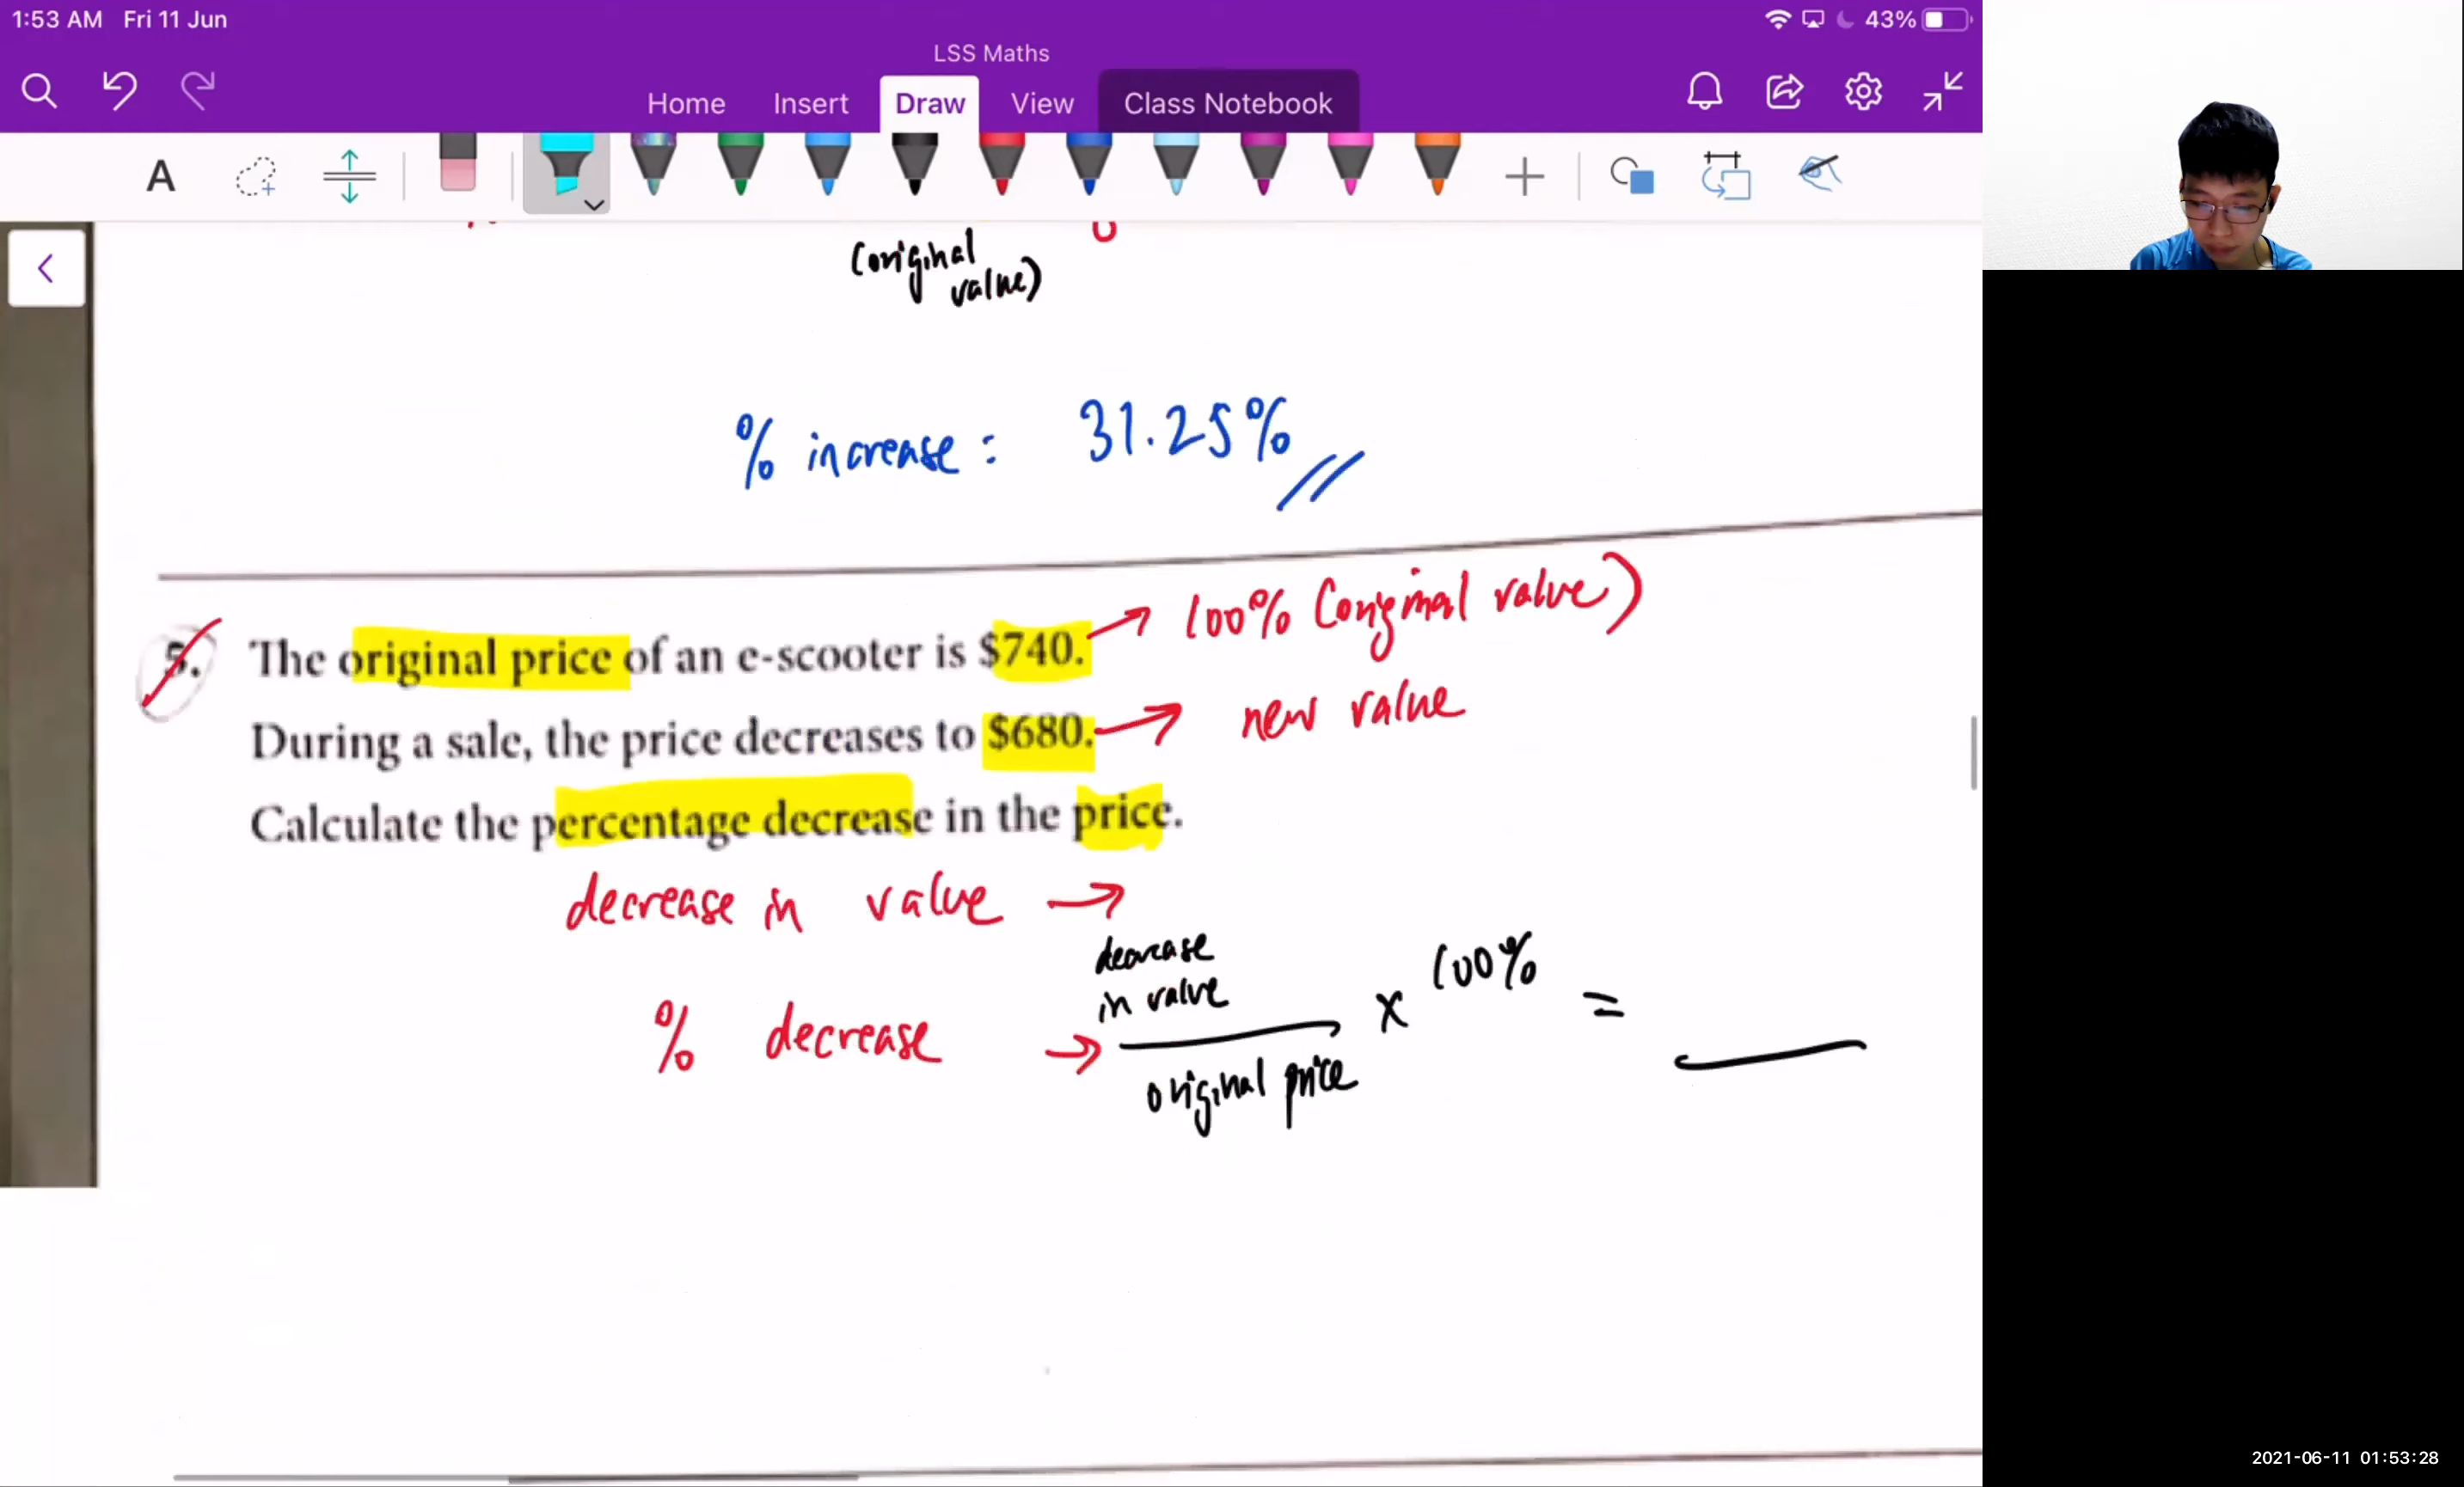 1:53 AM Fri 11 Jun
43%
LSS Maths
Home Insert Draw View Class Notebook
A
(original
value)
% increase = 31.25%
5. The original price of an e-scooter is $740. → 100% (original value)
During a sale, the price decreases to $680. → new value
Calculate the percentage decrease in the price.
decrease in value →
decrease
in value
% decrease → × 100% =
original price
2021-06-11 01:53:28